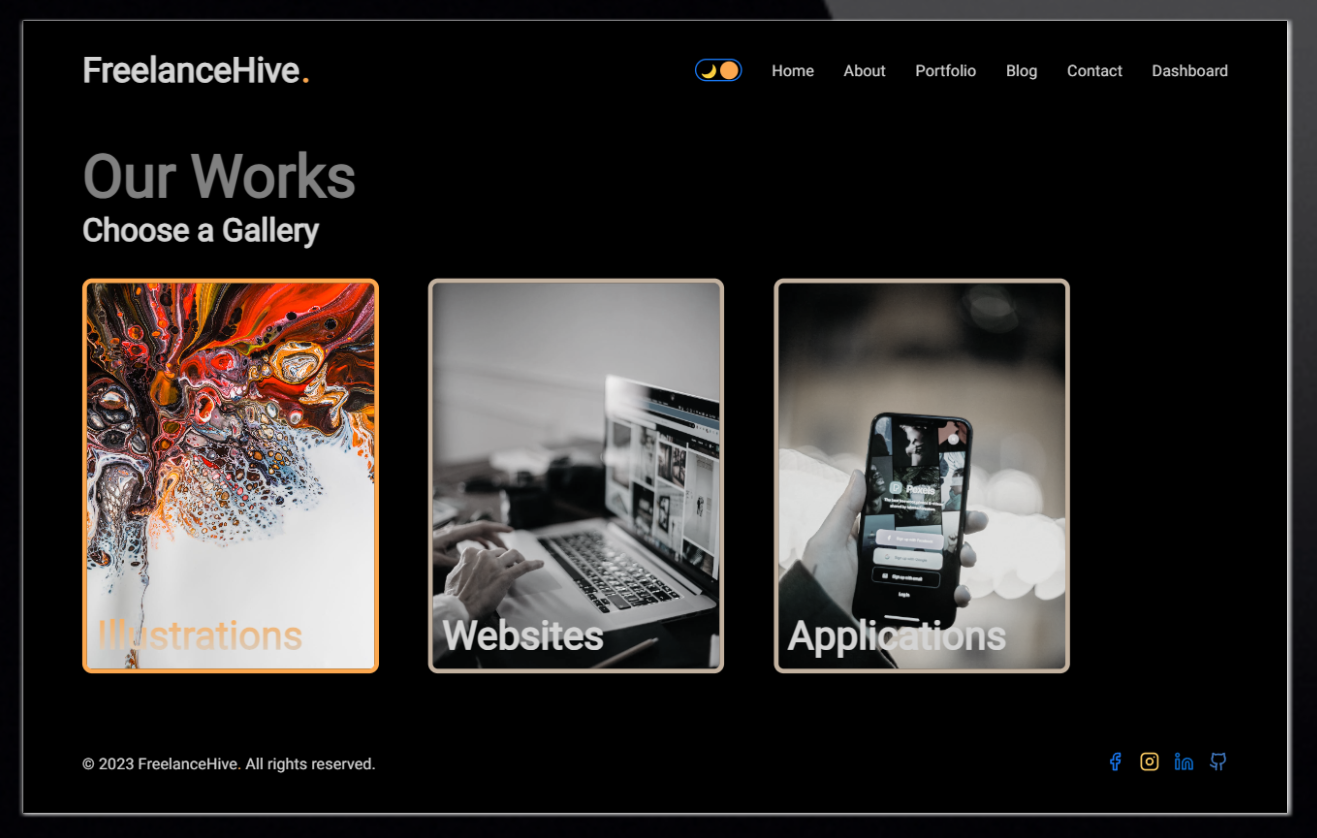 FreelanceHive.
Home About Portfolio Blog Contact Dashboard
Our Works
Choose a Gallery
Illustrations
Websites
Pexels
Applications
© 2023 FreelanceHive. All rights reserved.